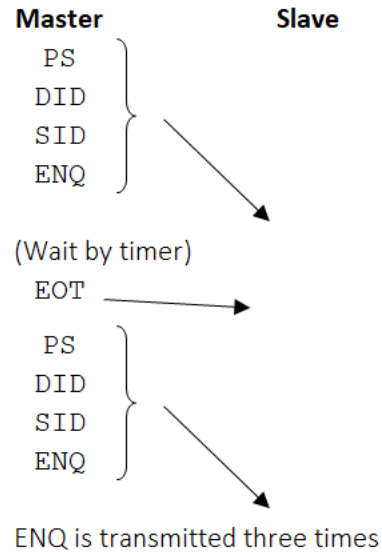 Master Slave
PS
DID
SID
ENQ
(Wait by timer)
EOT
PS
DID
SID
ENQ
ENQ is transmitted three times